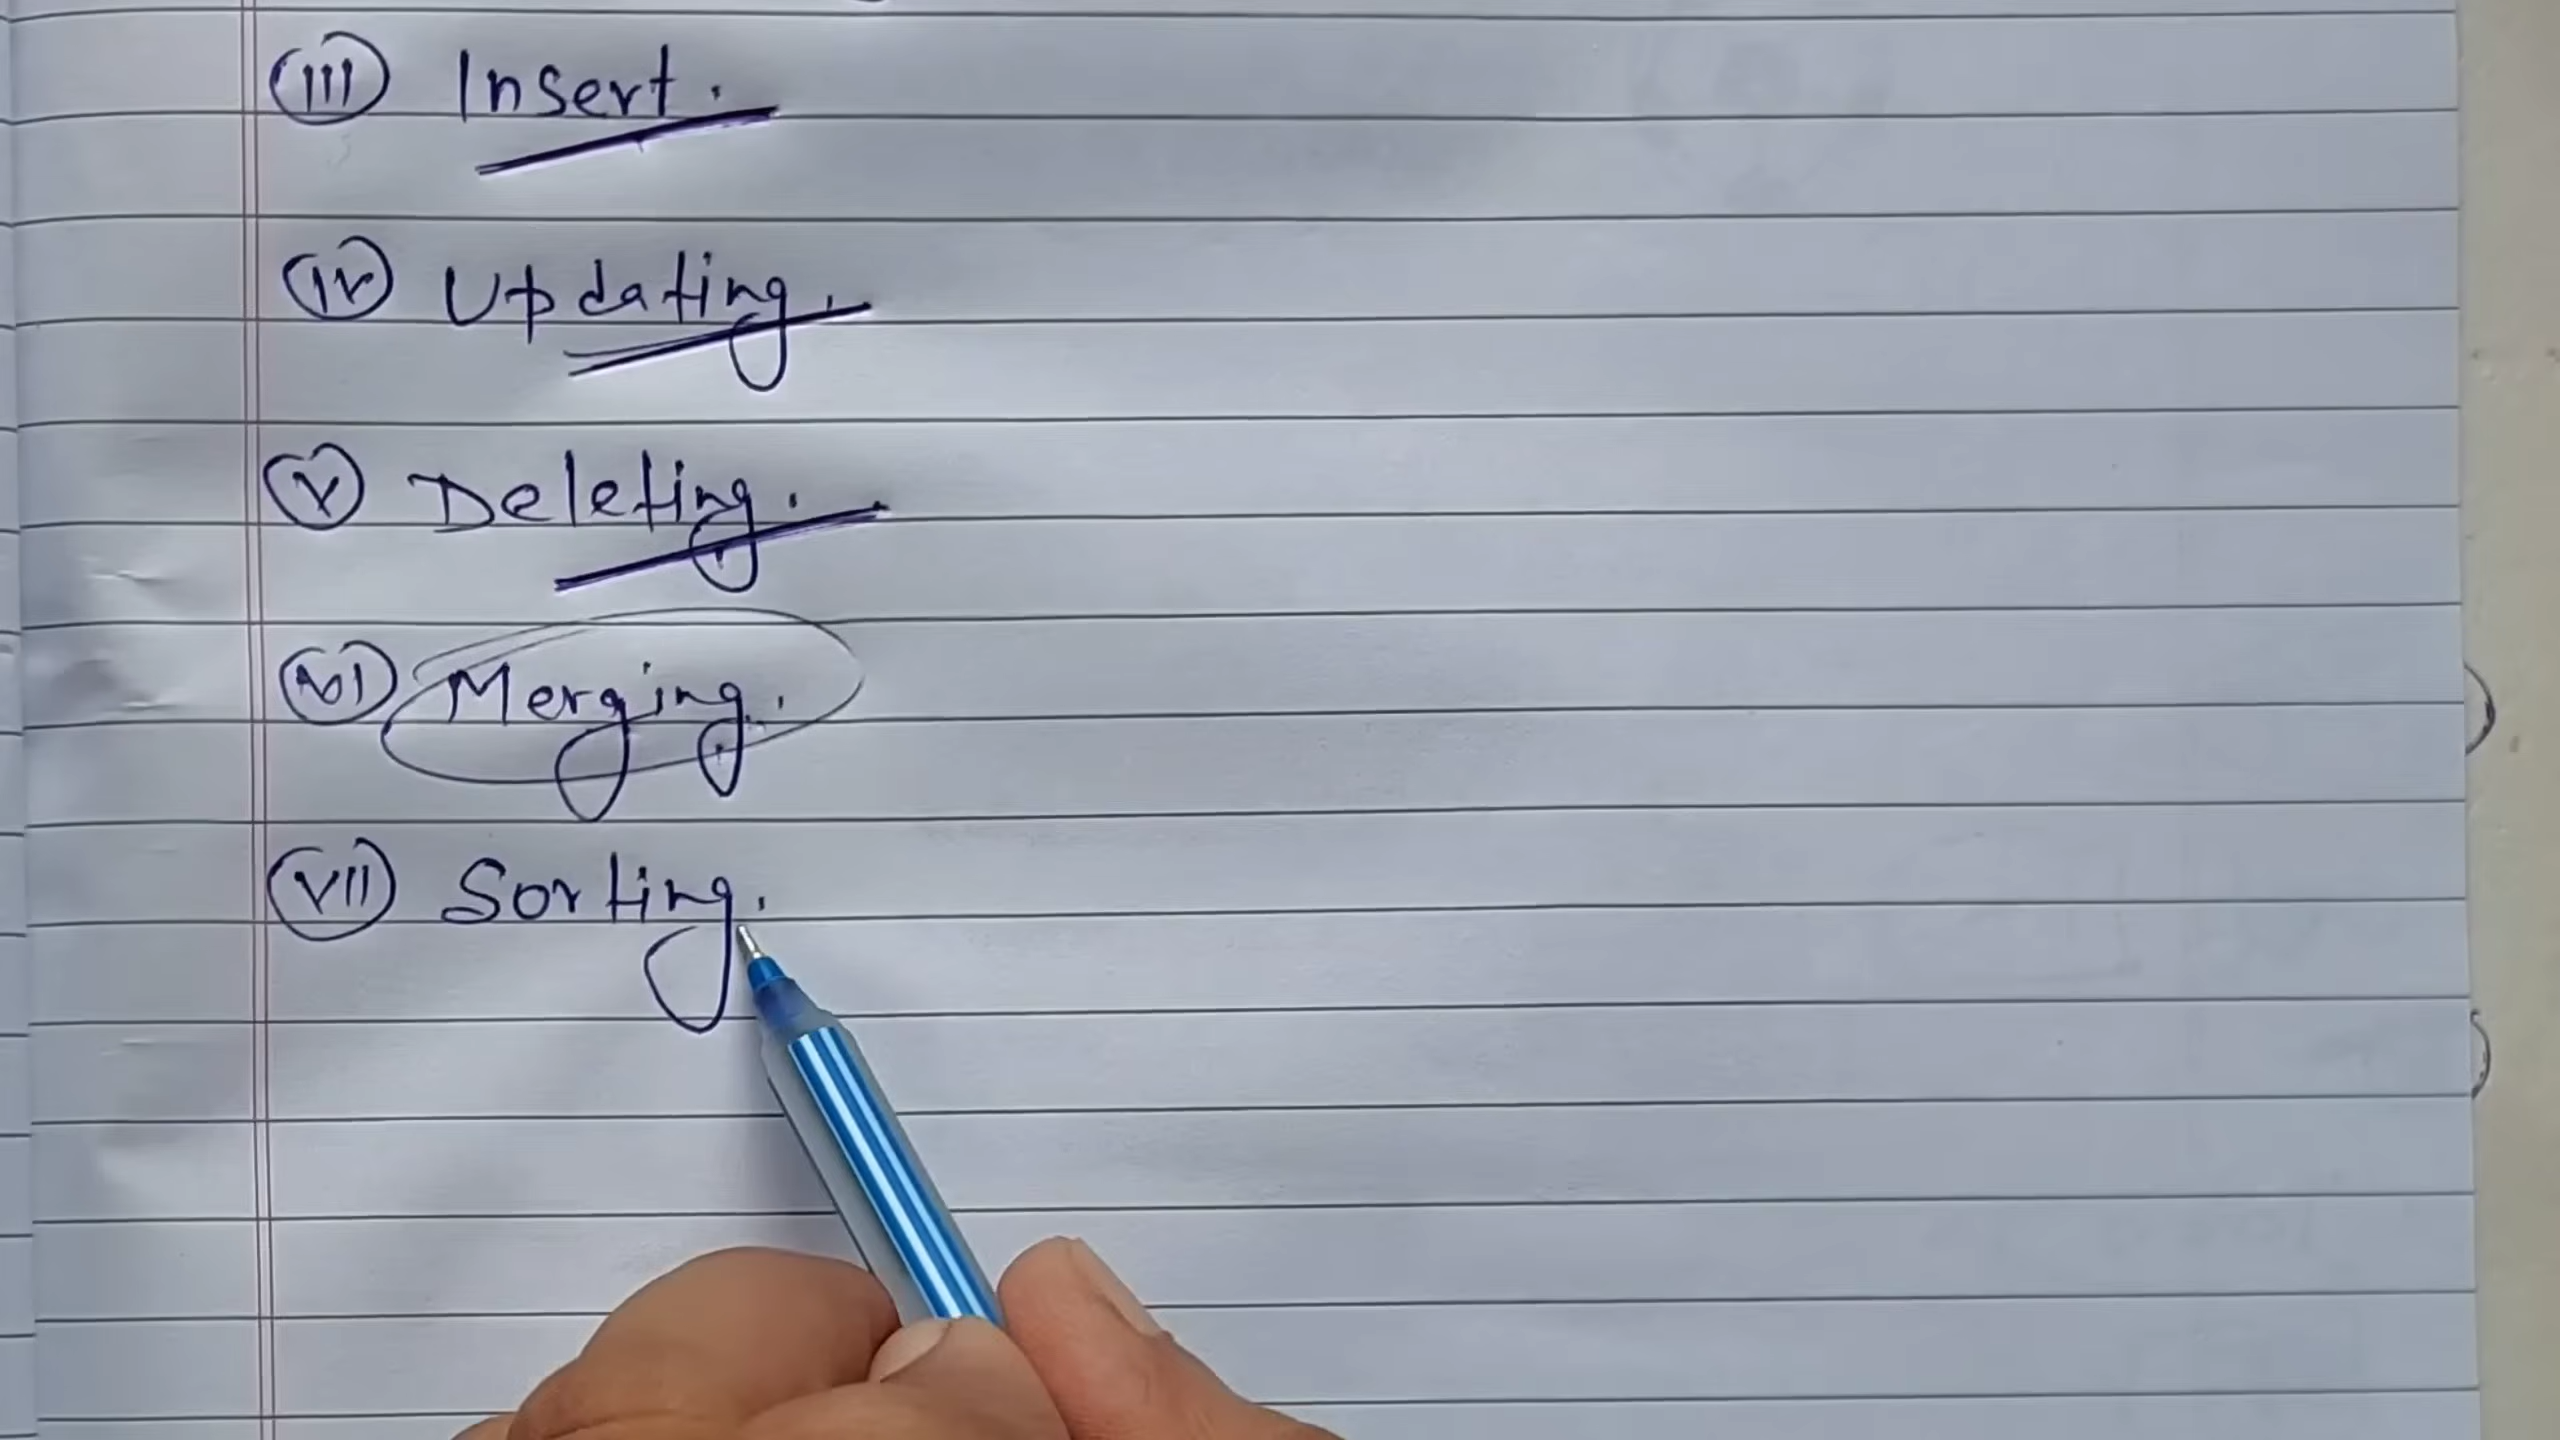 (iii) Insert.
(iv) Updating.
(v) Deleting.
(vi) Merging.
(vii) Sorting.